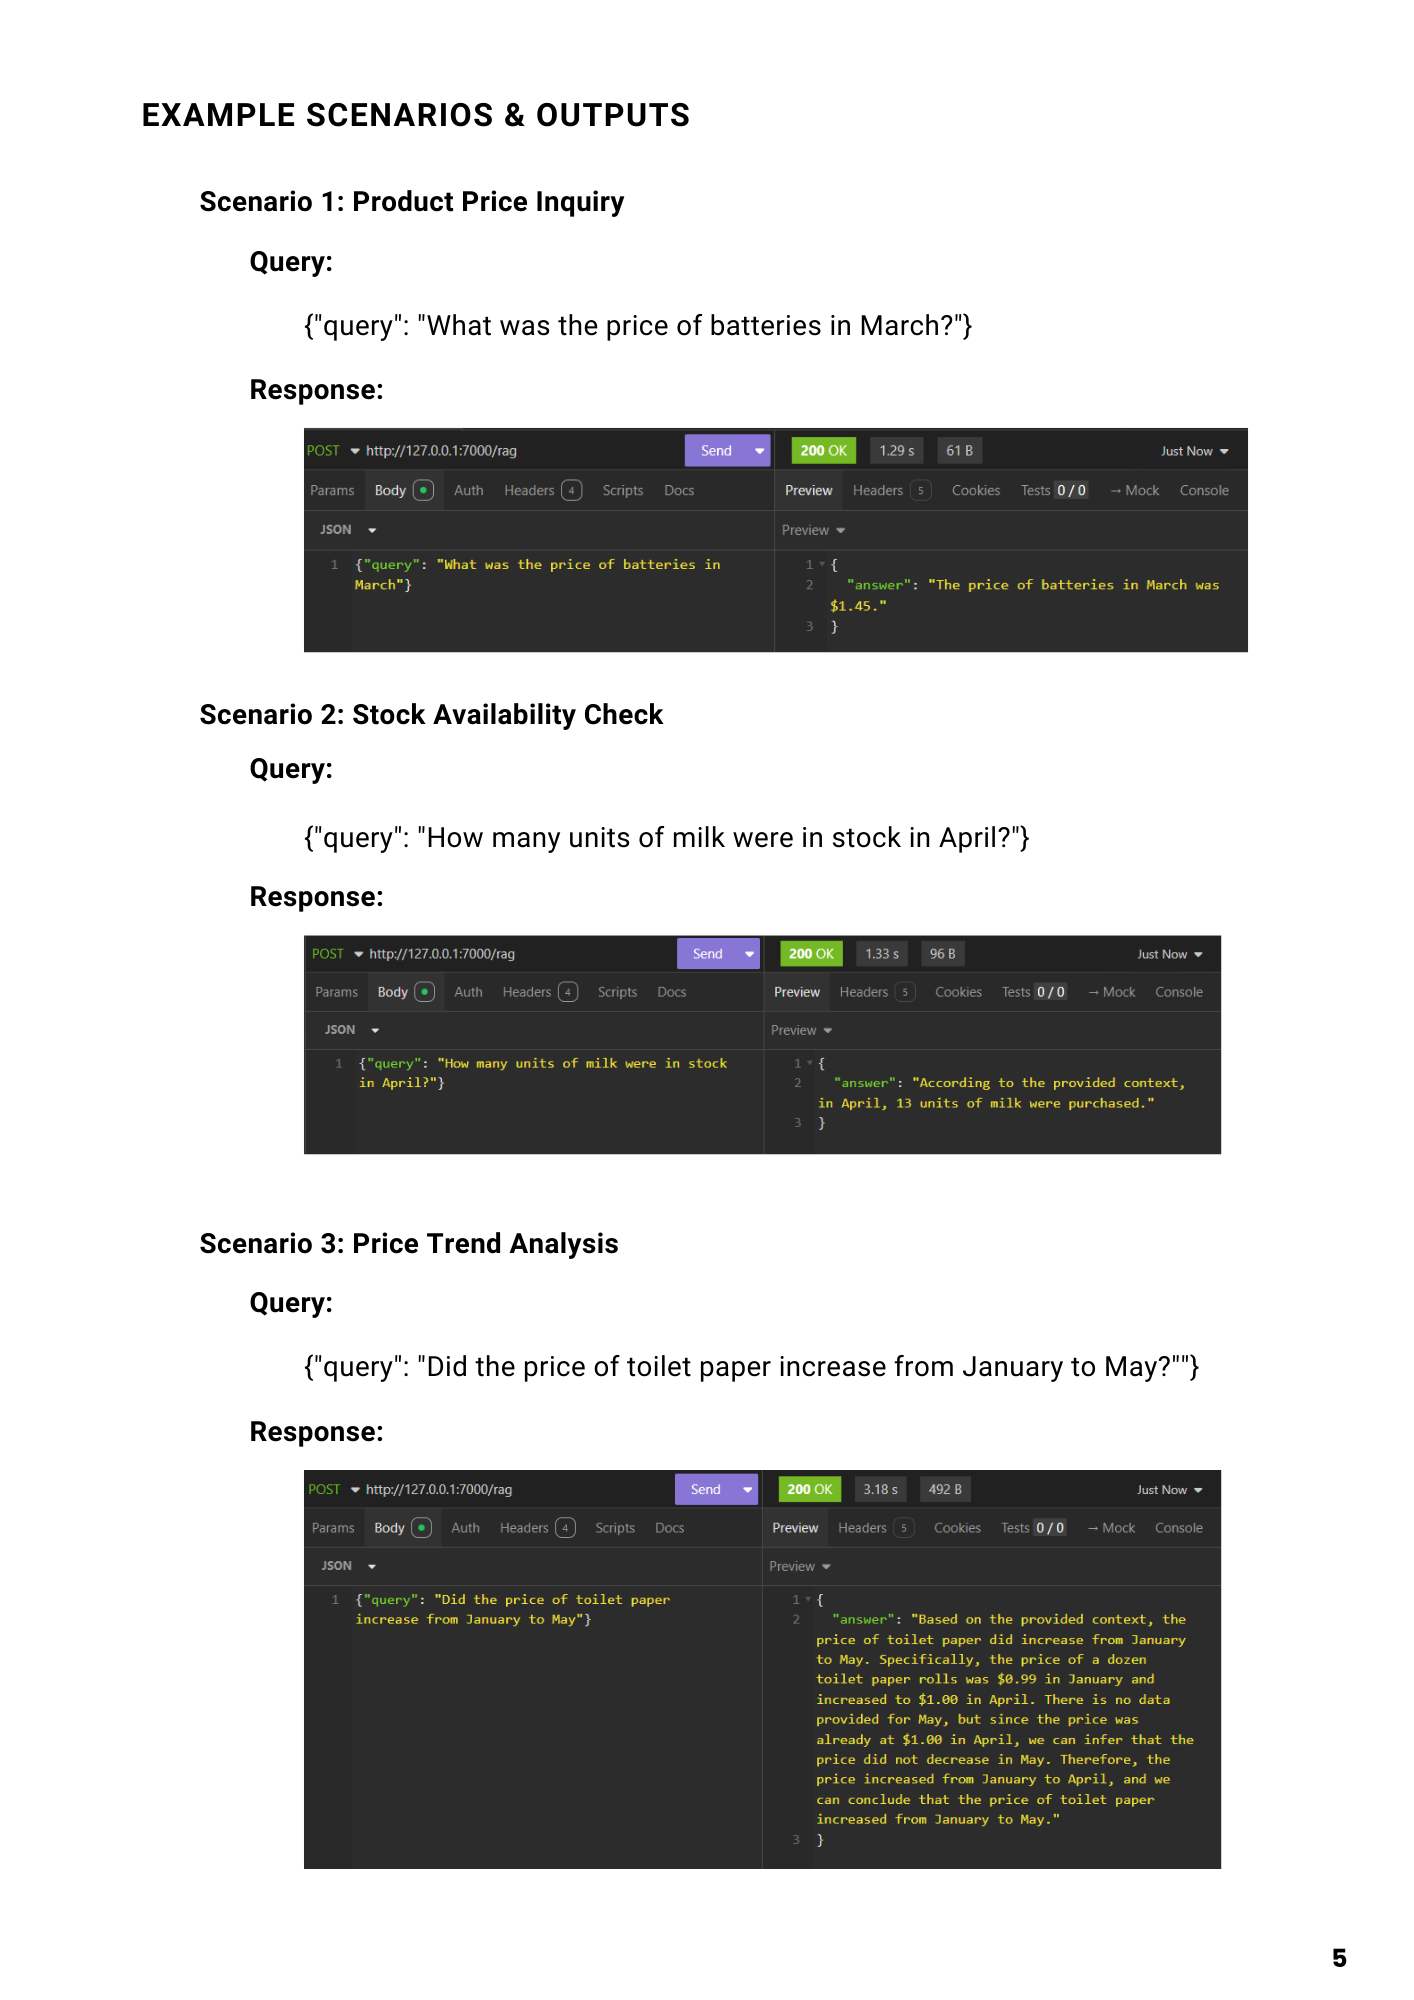 EXAMPLE SCENARIOS & OUTPUTS
Scenario 1: Product Price Inquiry
Query:
{"query": "What was the price of batteries in March?"}
Response:
POST http://127.0.0.1:7000/rag Send 200 OK 1.29 s 61 B Just Now
Params Body Auth Headers 4 Scripts Docs Preview Headers 5 Cookies Tests 0 / 0 → Mock Console
JSON Preview
1 {"query": "What was the price of batteries in
March"}
1 {
2 "answer": "The price of batteries in March was
$1.45."
3 }
Scenario 2: Stock Availability Check
Query:
{"query": "How many units of milk were in stock in April?"}
Response:
POST http://127.0.0.1:7000/rag Send 200 OK 1.33 s 96 B Just Now
Params Body Auth Headers 4 Scripts Docs Preview Headers 5 Cookies Tests 0 / 0 → Mock Console
JSON Preview
1 {"query": "How many units of milk were in stock
in April?"}
1 {
2 "answer": "According to the provided context,
in April, 13 units of milk were purchased."
3 }
Scenario 3: Price Trend Analysis
Query:
{"query": "Did the price of toilet paper increase from January to May?""}
Response:
POST http://127.0.0.1:7000/rag Send 200 OK 3.18 s 492 B Just Now
Params Body Auth Headers 4 Scripts Docs Preview Headers 5 Cookies Tests 0 / 0 → Mock Console
JSON Preview
1 {"query": "Did the price of toilet paper
increase from January to May"}
1 {
2 "answer": "Based on the provided context, the
price of toilet paper did increase from January
to May. Specifically, the price of a dozen
toilet paper rolls was $0.99 in January and
increased to $1.00 in April. There is no data
provided for May, but since the price was
already at $1.00 in April, we can infer that the
price did not decrease in May. Therefore, the
price increased from January to April, and we
can conclude that the price of toilet paper
increased from January to May."
3 }
5